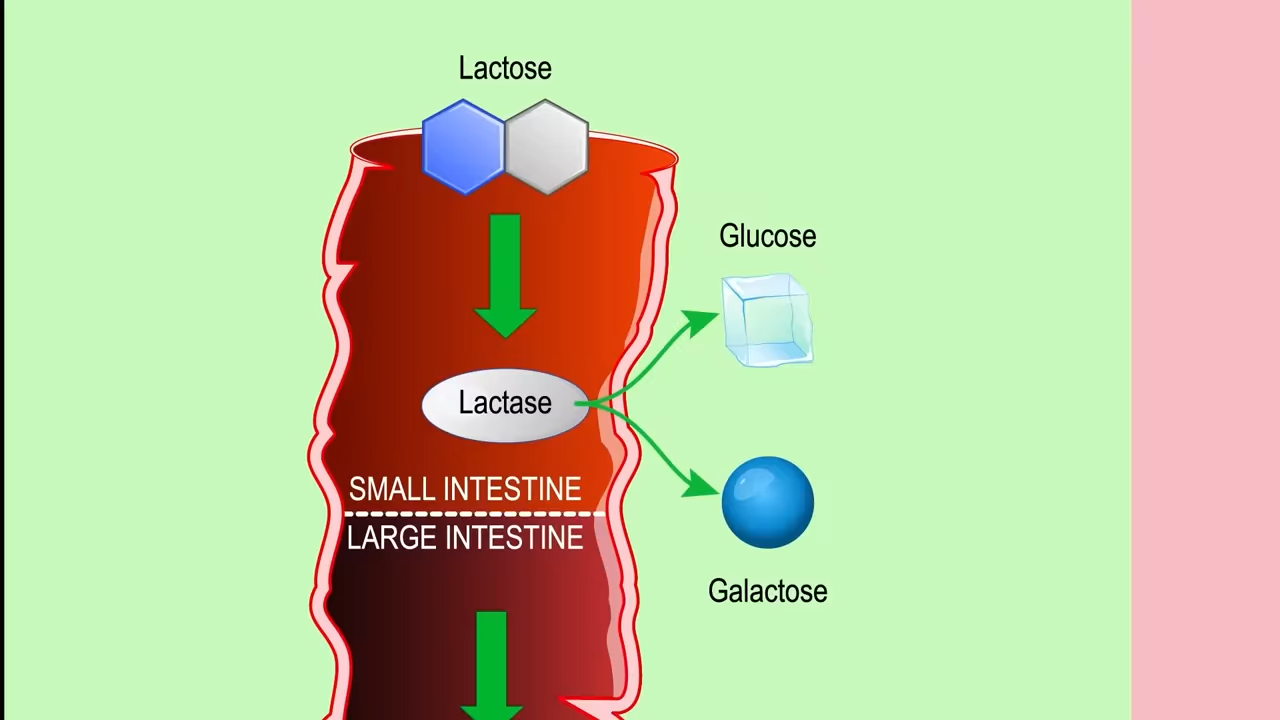 Lactose
Glucose
Lactase
SMALL INTESTINE
LARGE INTESTINE
Galactose